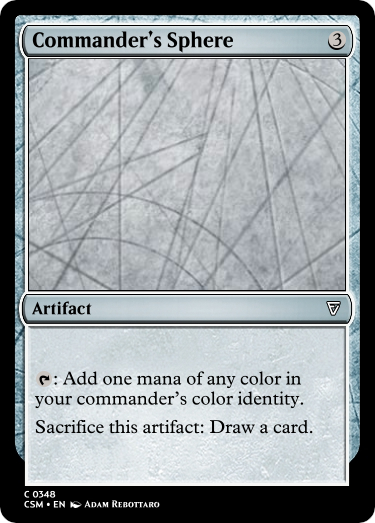 Commander's Sphere 3
Artifact
: Add one mana of any color in
your commander's color identity.
Sacrifice this artifact: Draw a card.
C 0348
CSM • EN Adam Rebottaro